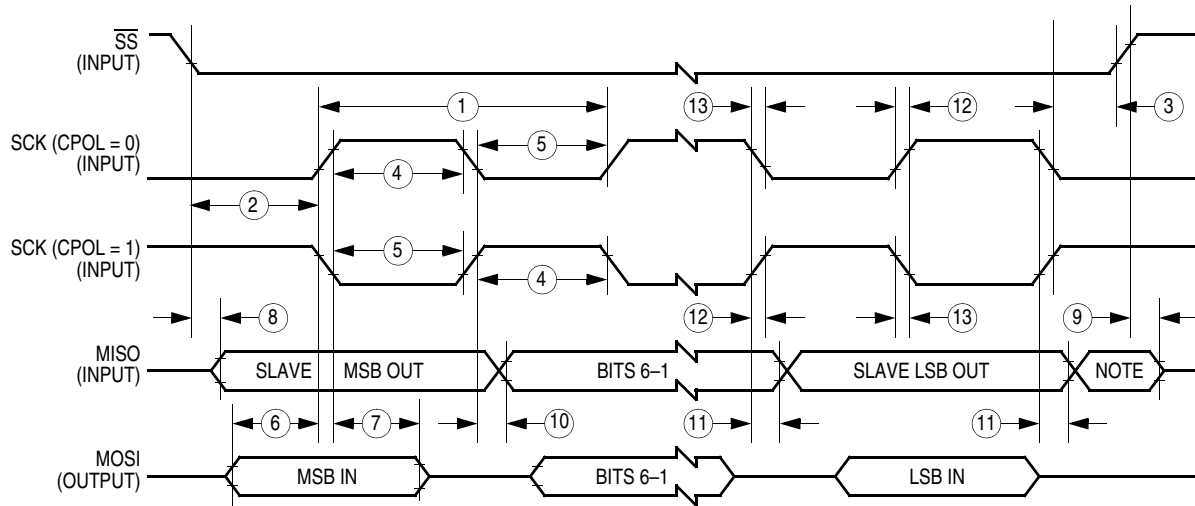 SS
(INPUT)
1
13
12
3
SCK (CPOL = 0)
(INPUT)
5
4
2
SCK (CPOL = 1)
(INPUT)
5
4
8
12
13
9
MISO
(INPUT)
SLAVE MSB OUT
BITS 6–1
SLAVE LSB OUT
NOTE
6
7
10
11
11
MOSI
(OUTPUT)
MSB IN
BITS 6–1
LSB IN